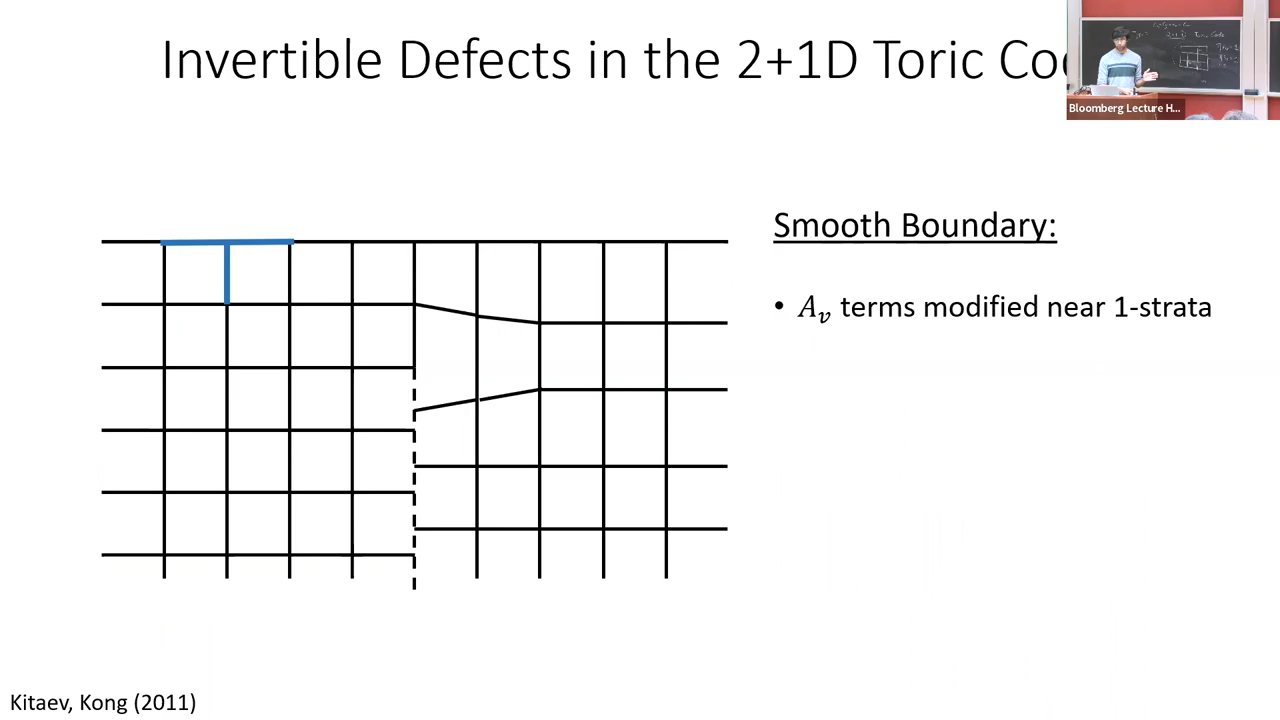 Invertible Defects in the 2+1D Toric
Bloomberg Lecture H...
Smooth Boundary:
• A_v terms modified near 1-strata
Kitaev, Kong (2011)